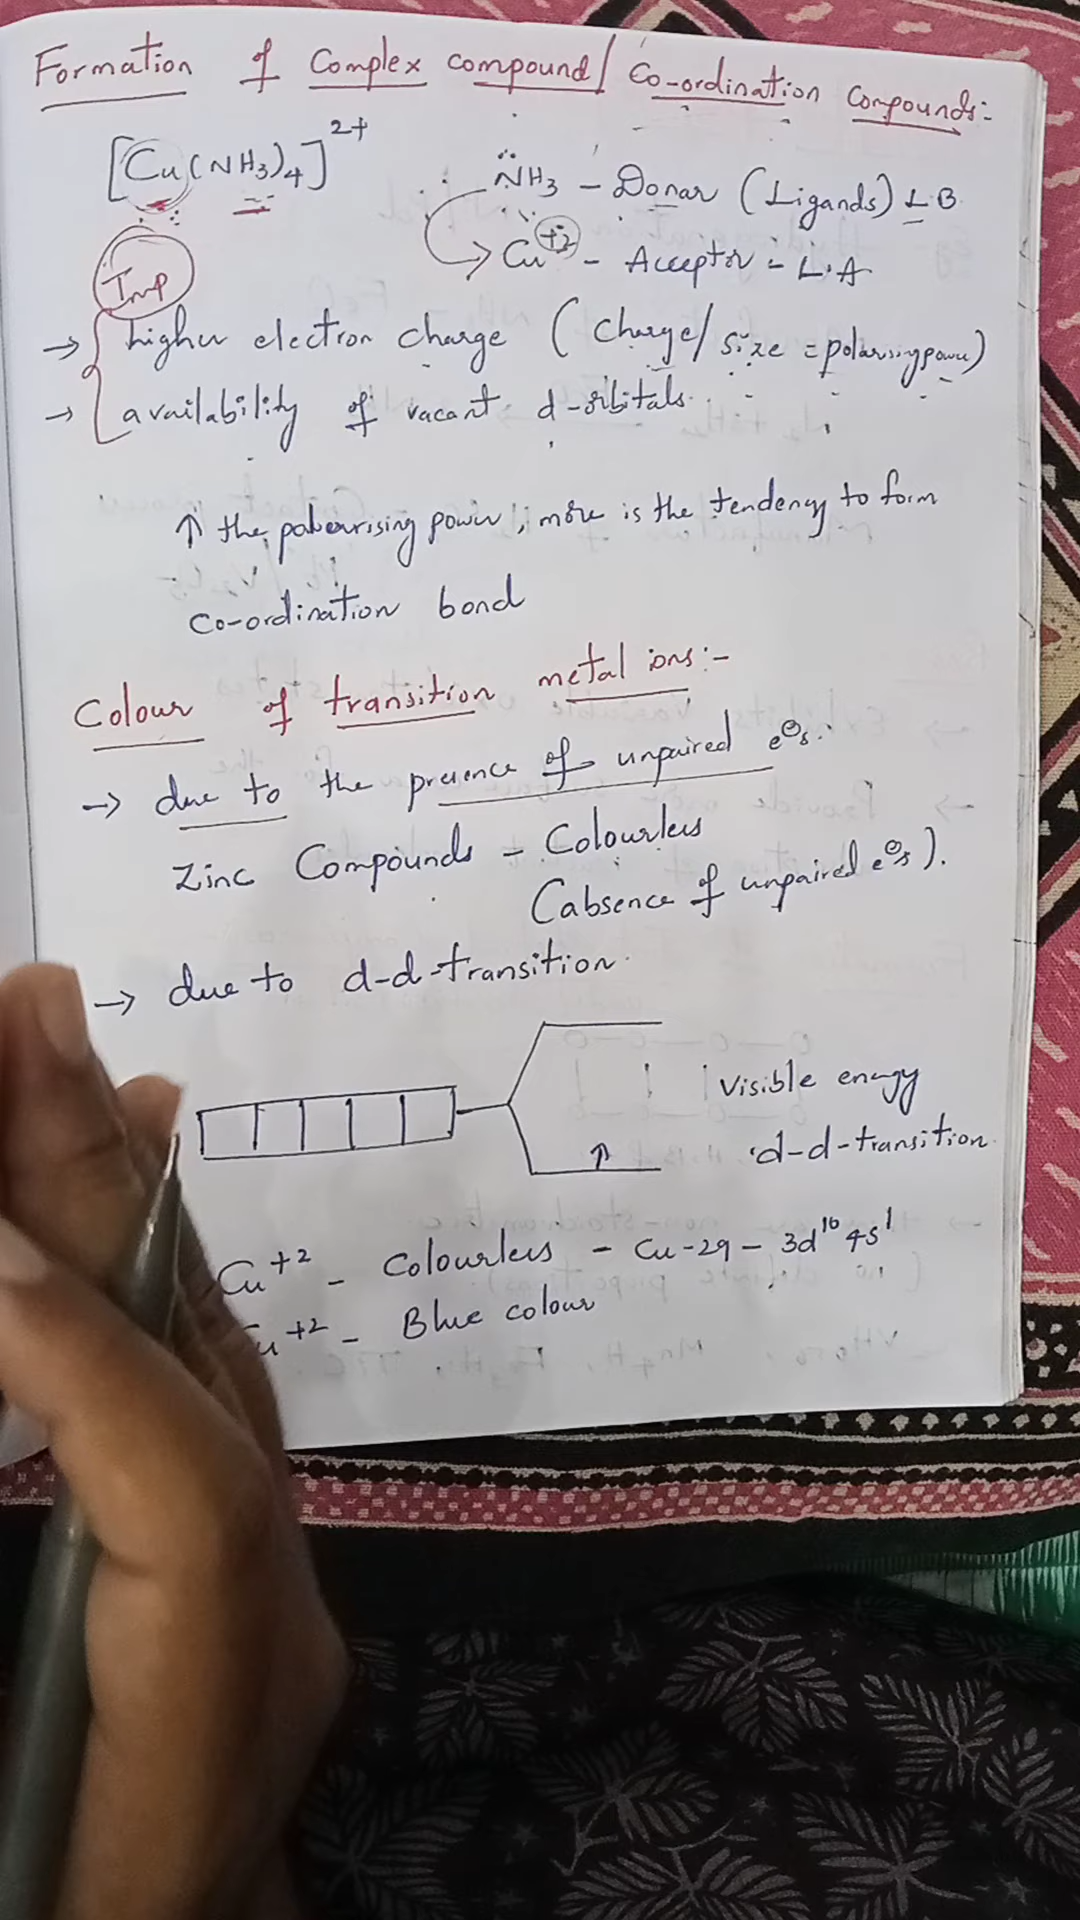 Formation of Complex compound/ Co-ordination Compounds:-
[Cu(NH3)4]2+
N̈H3 - Donar (Ligands) L.B
Cu+2 - Acceptor - L.A
Imp
→ higher electron charge (Charge/size = polarising power)
→ availability of vacant d-orbitals.
↑ the polarising power, more is the tendency to form
Co-ordination bond
Colour of transition metal ions:-
→ due to the presence of unpaired e⊖s.
Zinc Compounds - Colourless
(absence of unpaired e⊖s).
→ due to d-d-transition.
Visible energy
d-d-transition
↑
Cu+2 - Colourless - Cu-29 - 3d10 4s1
u+2 - Blue colour